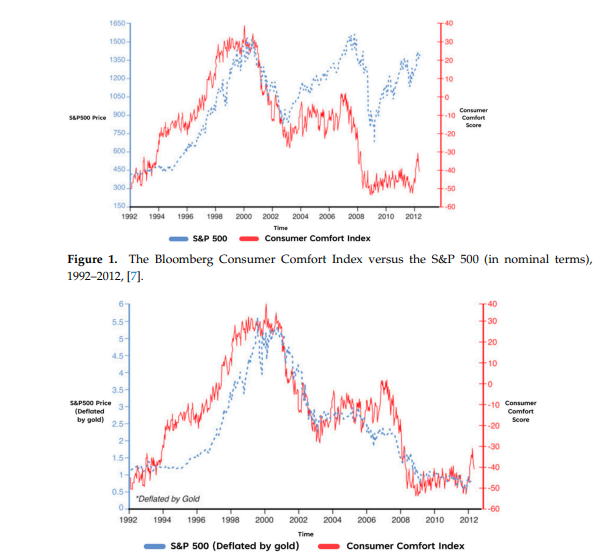 1650
1500
1350
1200
1050
900
750
600
450
300
150
S&P500 Price
40
30
20
10
0
-10
-20
-30
-40
-50
-60
Consumer
Comfort
Score
1992 1994 1996 1998 2000 2002 2004 2006 2008 2010 2012
Time
S&P 500 Consumer Comfort Index
Figure 1. The Bloomberg Consumer Comfort Index versus the S&P 500 (in nominal terms),
1992–2012, [7].
6
5.5
5
4.5
4
3.5
3
2.5
2
1.5
1
0.5
0
S&P500 Price
(Deflated
by gold)
40
30
20
10
0
-10
-20
-30
-40
-50
-60
Consumer
Comfort
Score
*Deflated by Gold
1992 1994 1996 1998 2000 2002 2004 2006 2008 2010 2012
Time
S&P 500 (Deflated by gold) Consumer Comfort Index